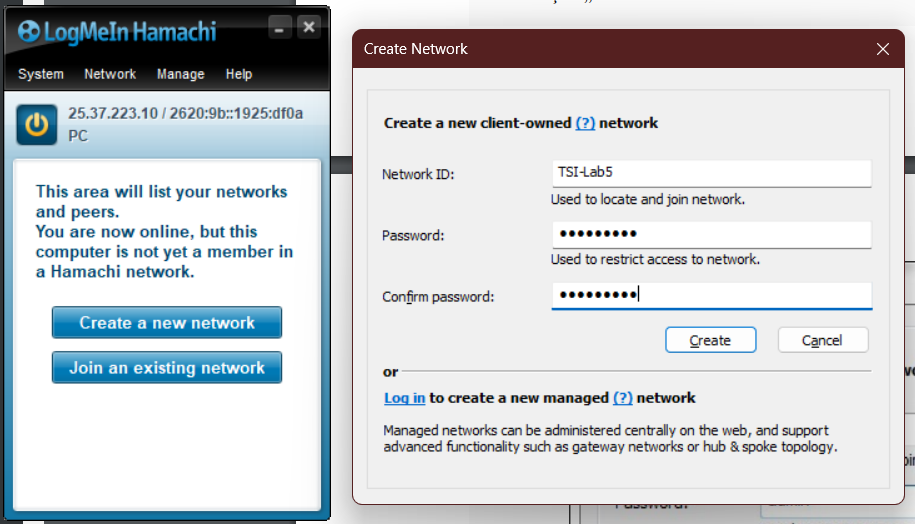 LogMeIn Hamachi
System Network Manage Help
25.37.223.10 / 2620:9b::1925:df0a
PC
This area will list your networks
and peers.
You are now online, but this
computer is not yet a member in
a Hamachi network.
Create a new network
Join an existing network
Create Network
Create a new client-owned (?) network
Network ID:
TSI-Lab5
Used to locate and join network.
Password:
●●●●●●●●●
Used to restrict access to network.
Confirm password:
●●●●●●●●●
Create
Cancel
or
Log in to create a new managed (?) network
Managed networks can be administered centrally on the web, and support
advanced functionality such as gateway networks or hub & spoke topology.